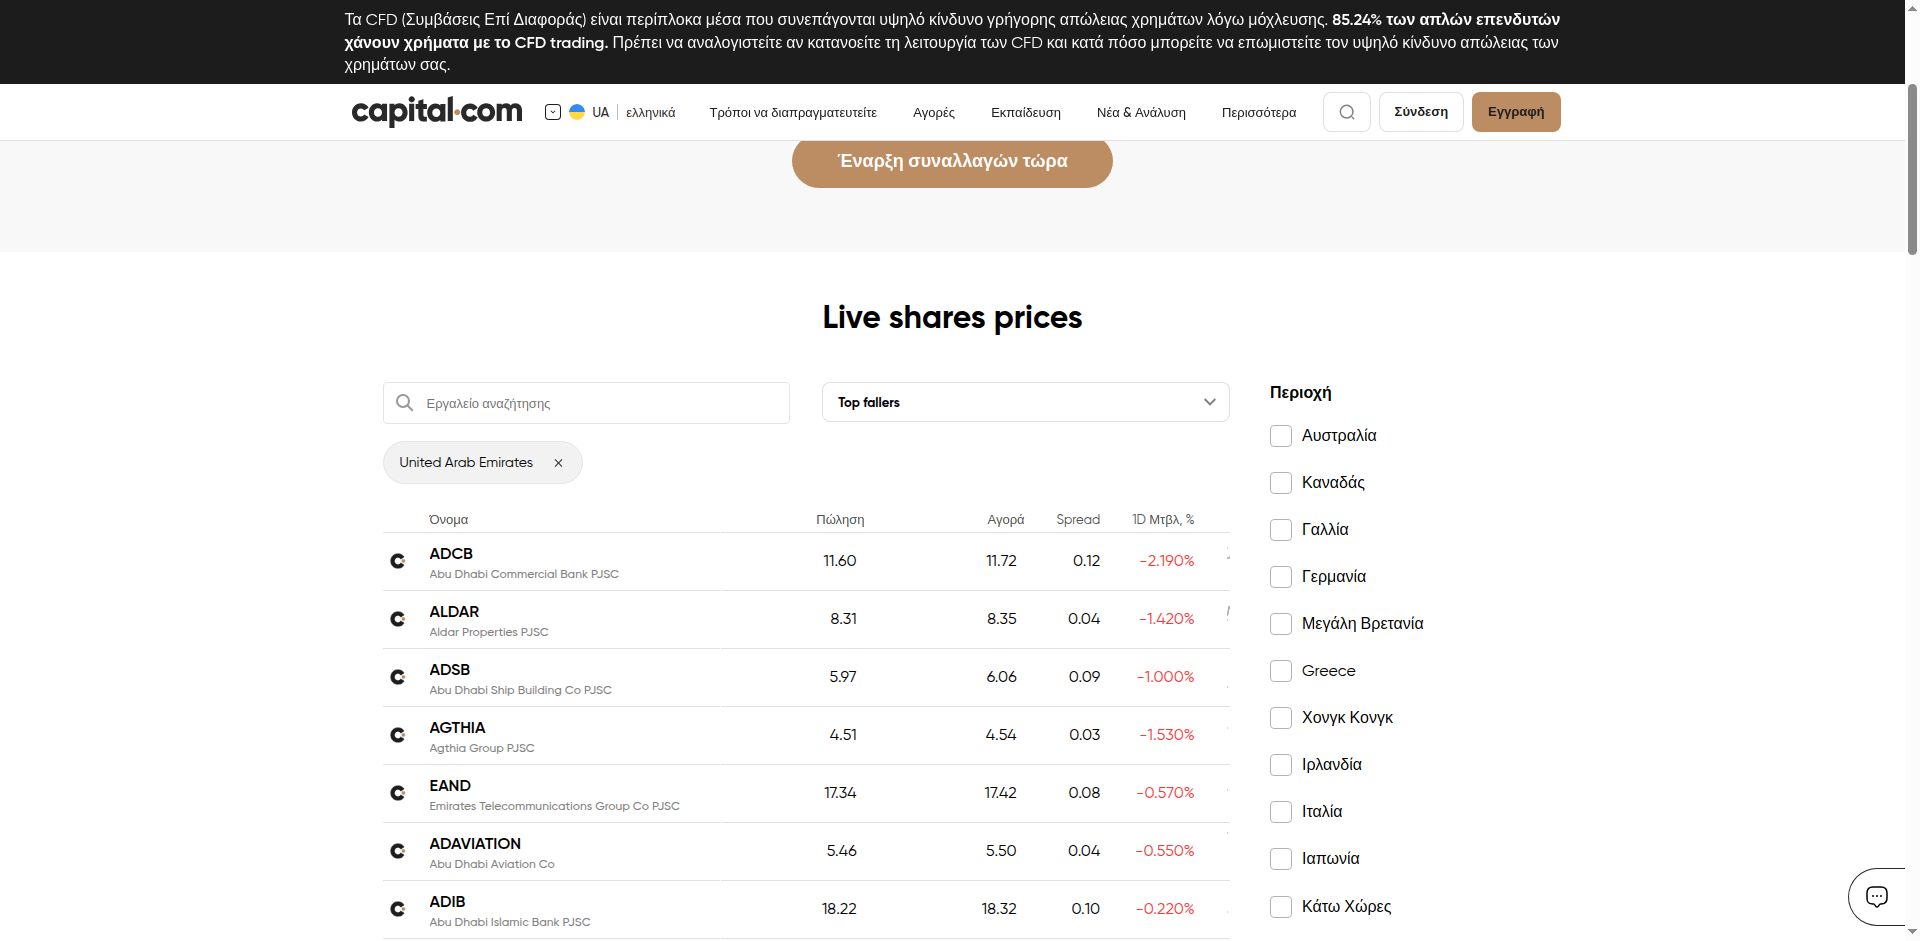 Τα CFD (Συμβάσεις Επί Διαφοράς) είναι περίπλοκα μέσα που συνεπάγονται υψηλό κίνδυνο γρήγορης απώλειας χρημάτων λόγω μόχλευσης. 85.24% των απλών επενδυτών
χάνουν χρήματα με το CFD trading. Πρέπει να αναλογιστείτε αν κατανοείτε τη λειτουργία των CFD και κατά πόσο μπορείτε να επωμιστείτε τον υψηλό κίνδυνο απώλειας των
χρημάτων σας.
capital.com UA ελληνικά Τρόποι να διαπραγματευτείτε Αγορές Εκπαίδευση Νέα & Ανάλυση Περισσότερα Σύνδεση Εγγραφή
Έναρξη συναλλαγών τώρα
Live shares prices
Εργαλείο αναζήτησης Top fallers
United Arab Emirates
Όνομα Πώληση Αγορά Spread 1D Μτβλ, %
ADCB 11.60 11.72 0.12 -2.190%
Abu Dhabi Commercial Bank PJSC
ALDAR 8.31 8.35 0.04 -1.420%
Aldar Properties PJSC
ADSB 5.97 6.06 0.09 -1.000%
Abu Dhabi Ship Building Co PJSC
AGTHIA 4.51 4.54 0.03 -1.530%
Agthia Group PJSC
EAND 17.34 17.42 0.08 -0.570%
Emirates Telecommunications Group Co PJSC
ADAVIATION 5.46 5.50 0.04 -0.550%
Abu Dhabi Aviation Co
ADIB 18.22 18.32 0.10 -0.220%
Abu Dhabi Islamic Bank PJSC
Περιοχή
Αυστραλία
Καναδάς
Γαλλία
Γερμανία
Μεγάλη Βρετανία
Greece
Χονγκ Κονγκ
Ιρλανδία
Ιταλία
Ιαπωνία
Κάτω Χώρες